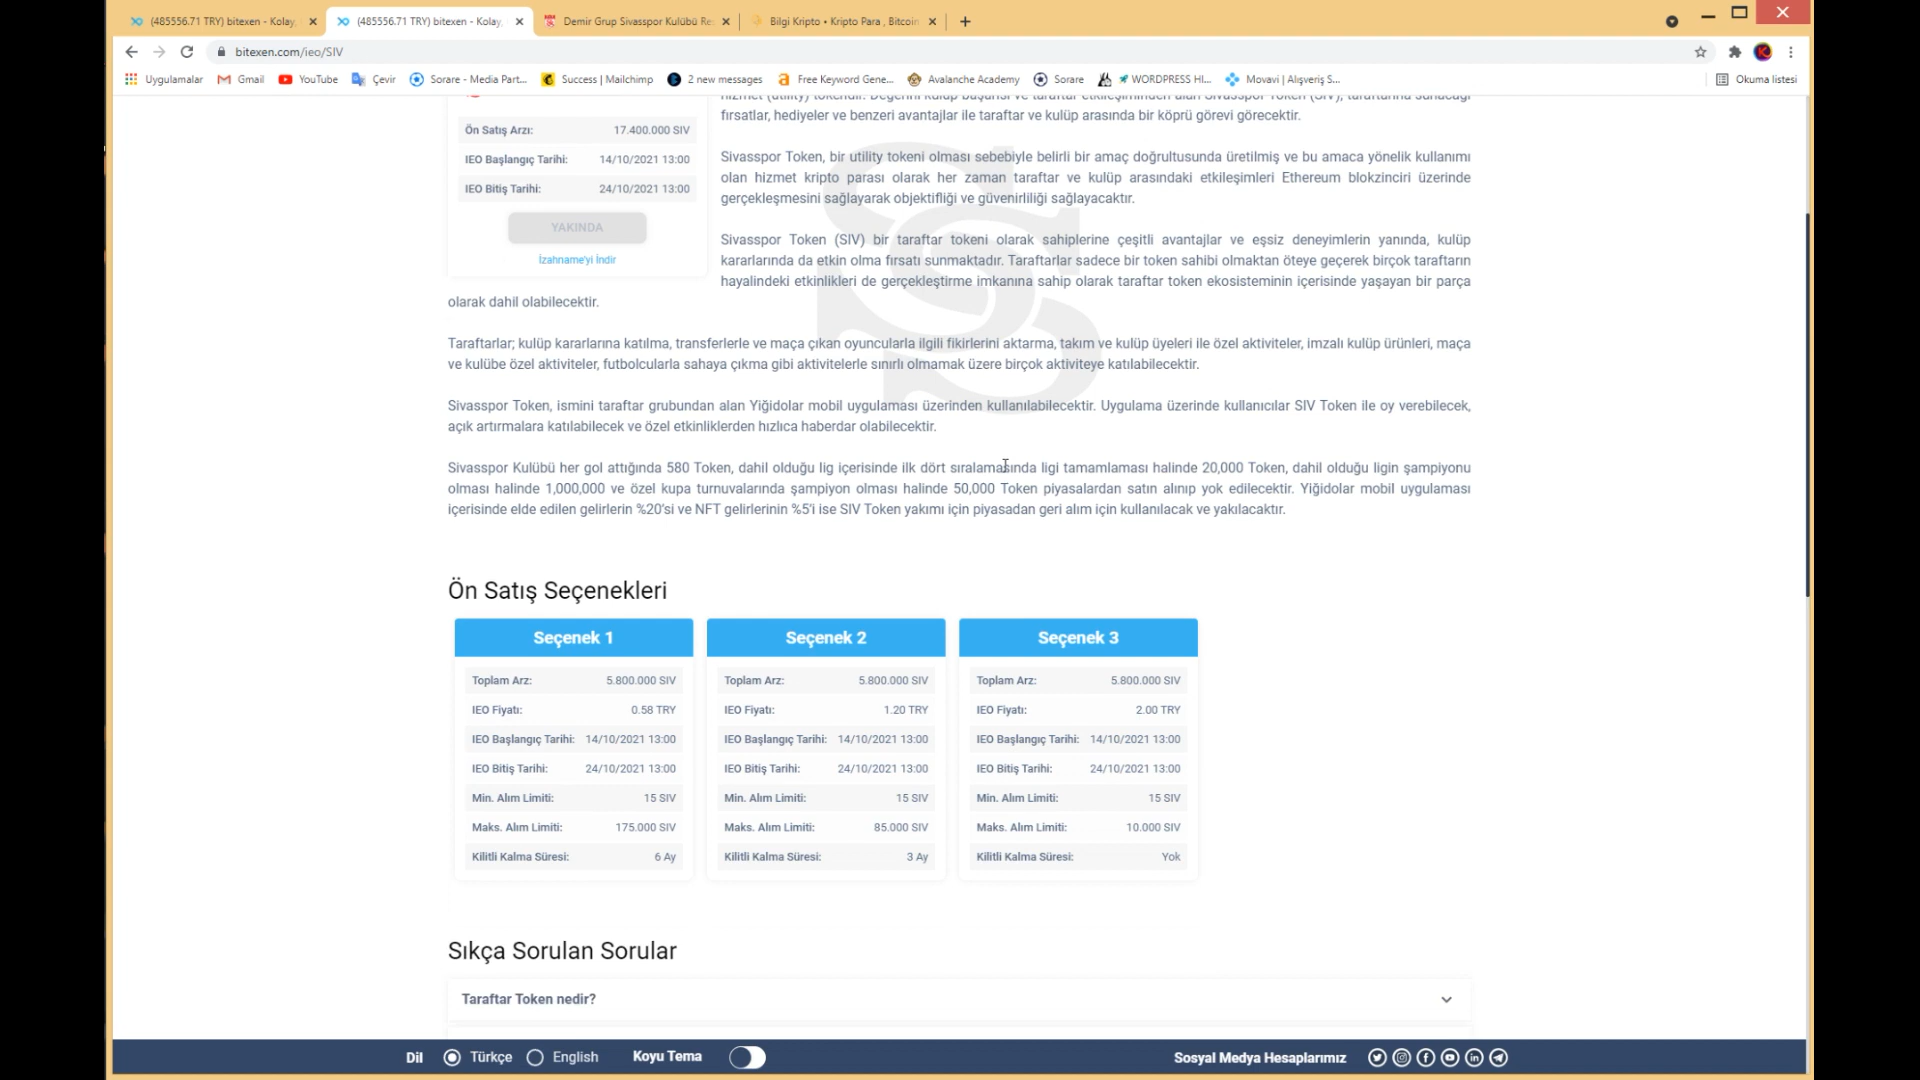 (485556.71 TRY) bitexen - Kolay,
(485556.71 TRY) bitexen - Kolay,
Demir Grup Sivasspor Kulübü Re
Bilgi Kripto • Kripto Para , Bitcoin
bitexen.com/ieo/SIV
Uygulamalar
Gmail
YouTube
Çevir
Sorare - Media Part...
Success | Mailchimp
2 new messages
Free Keyword Gene...
Avalanche Academy
Sorare
WORDPRESS HI...
Movavi | Alışveriş S...
Okuma listesi
hizmet (utility) tokenidir. Değerini kulüp başarısı ve taraftar etkileşiminden alan Sivasspor Token (SIV), taraftarına sunacağı
fırsatlar, hediyeler ve benzeri avantajlar ile taraftar ve kulüp arasında bir köprü görevi görecektir.
Ön Satış Arzı: 17.400.000 SIV
IEO Başlangıç Tarihi: 14/10/2021 13:00
IEO Bitiş Tarihi: 24/10/2021 13:00
YAKINDA
İzahname'yi İndir
Sivasspor Token, bir utility tokeni olması sebebiyle belirli bir amaç doğrultusunda üretilmiş ve bu amaca yönelik kullanımı
olan hizmet kripto parası olarak her zaman taraftar ve kulüp arasındaki etkileşimleri Ethereum blokzinciri üzerinde
gerçekleşmesini sağlayarak objektifliği ve güvenirliliği sağlayacaktır.
Sivasspor Token (SIV) bir taraftar tokeni olarak sahiplerine çeşitli avantajlar ve eşsiz deneyimlerin yanında, kulüp
kararlarında da etkin olma fırsatı sunmaktadır. Taraftarlar sadece bir token sahibi olmaktan öteye geçerek birçok taraftarın
hayalindeki etkinlikleri de gerçekleştirme imkanına sahip olarak taraftar token ekosisteminin içerisinde yaşayan bir parça
olarak dahil olabilecektir.
Taraftarlar; kulüp kararlarına katılma, transferlerle ve maça çıkan oyuncularla ilgili fikirlerini aktarma, takım ve kulüp üyeleri ile özel aktiviteler, imzalı kulüp ürünleri, maça
ve kulübe özel aktiviteler, futbolcularla sahaya çıkma gibi aktivitelerle sınırlı olmamak üzere birçok aktiviteye katılabilecektir.
Sivasspor Token, ismini taraftar grubundan alan Yiğidolar mobil uygulaması üzerinden kullanılabilecektir. Uygulama üzerinde kullanıcılar SIV Token ile oy verebilecek,
açık artırmalara katılabilecek ve özel etkinliklerden hızlıca haberdar olabilecektir.
Sivasspor Kulübü her gol attığında 580 Token, dahil olduğu lig içerisinde ilk dört sıralamasında ligi tamamlaması halinde 20,000 Token, dahil olduğu ligin şampiyonu
olması halinde 1,000,000 ve özel kupa turnuvalarında şampiyon olması halinde 50,000 Token piyasalardan satın alınıp yok edilecektir. Yiğidolar mobil uygulaması
içerisinde elde edilen gelirlerin %20'si ve NFT gelirlerinin %5'i ise SIV Token yakımı için piyasadan geri alım için kullanılacak ve yakılacaktır.
Ön Satış Seçenekleri
Seçenek 1
Toplam Arz: 5.800.000 SIV
IEO Fiyatı: 0.58 TRY
IEO Başlangıç Tarihi: 14/10/2021 13:00
IEO Bitiş Tarihi: 24/10/2021 13:00
Min. Alım Limiti: 15 SIV
Maks. Alım Limiti: 175.000 SIV
Kilitli Kalma Süresi: 6 Ay
Seçenek 2
Toplam Arz: 5.800.000 SIV
IEO Fiyatı: 1.20 TRY
IEO Başlangıç Tarihi: 14/10/2021 13:00
IEO Bitiş Tarihi: 24/10/2021 13:00
Min. Alım Limiti: 15 SIV
Maks. Alım Limiti: 85.000 SIV
Kilitli Kalma Süresi: 3 Ay
Seçenek 3
Toplam Arz: 5.800.000 SIV
IEO Fiyatı: 2.00 TRY
IEO Başlangıç Tarihi: 14/10/2021 13:00
IEO Bitiş Tarihi: 24/10/2021 13:00
Min. Alım Limiti: 15 SIV
Maks. Alım Limiti: 10.000 SIV
Kilitli Kalma Süresi: Yok
Sıkça Sorulan Sorular
Taraftar Token nedir?
Dil Türkçe English Koyu Tema Sosyal Medya Hesaplarımız